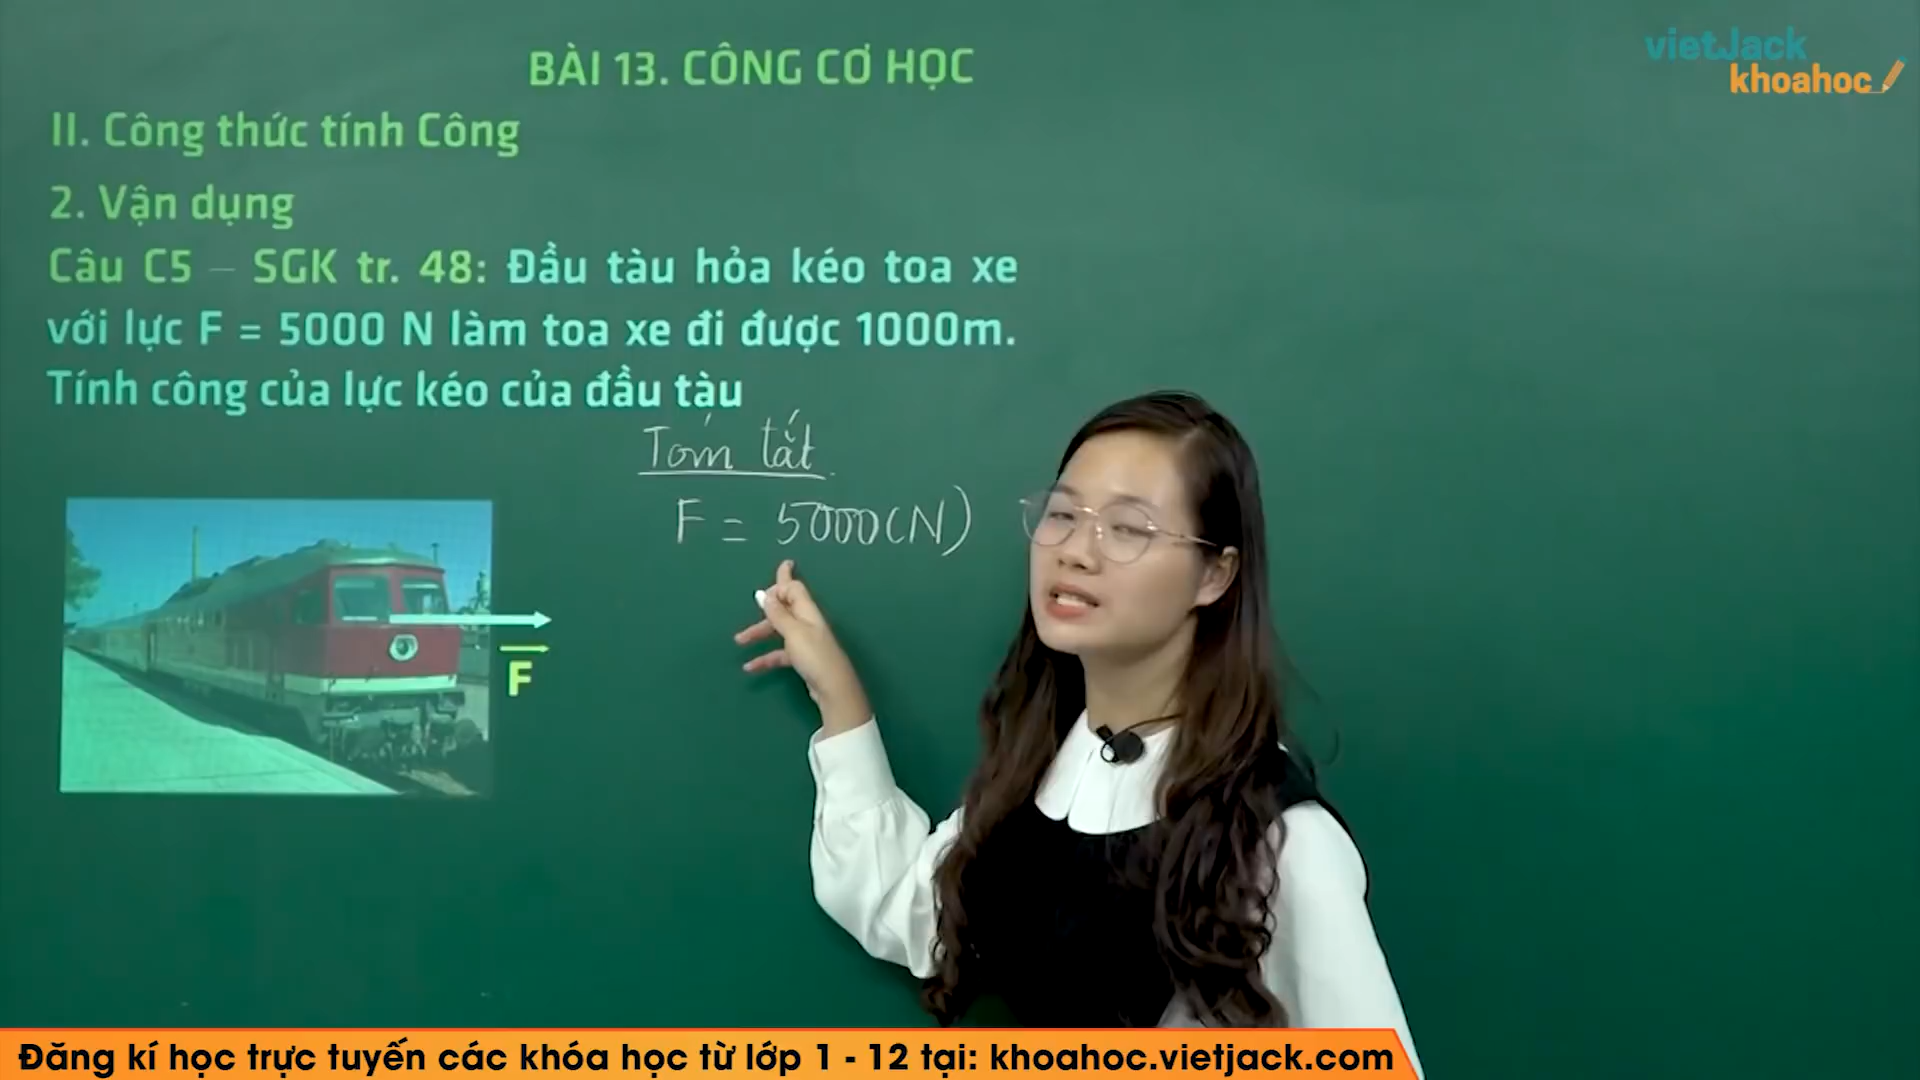 BÀI 13. CÔNG CƠ HỌC
vietJack
khoahoc
II. Công thức tính Công
2. Vận dụng
Câu C5 – SGK tr. 48: Đầu tàu hỏa kéo toa xe
với lực F = 5000 N làm toa xe đi được 1000m.
Tính công của lực kéo của đầu tàu
Tóm tắt
F = 5000(N)
F
Đăng kí học trực tuyến các khóa học từ lớp 1 - 12 tại: khoahoc.vietjack.com